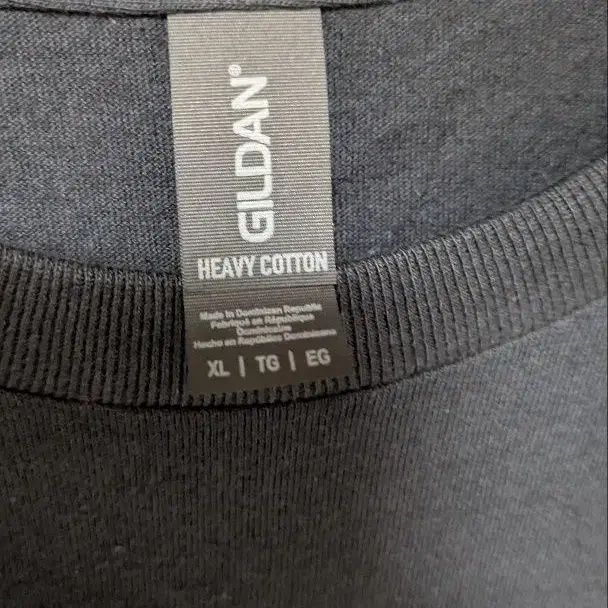 GILDAN®
HEAVY COTTON
Made in Dominican Republic
Fabriqué en République
Dominicaine
Hecho en República Dominicana
XL | TG | EG